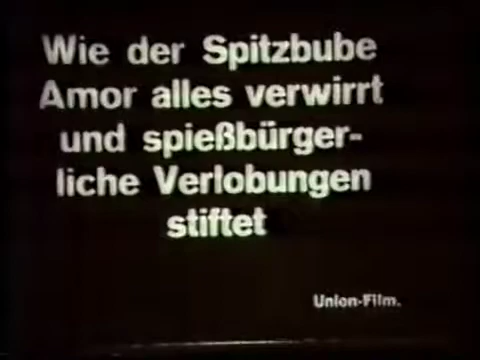 Wie der Spitzbube
Amor alles verwirrt
und spießbürger-
liche Verlobungen
stiftet
Union-Film.